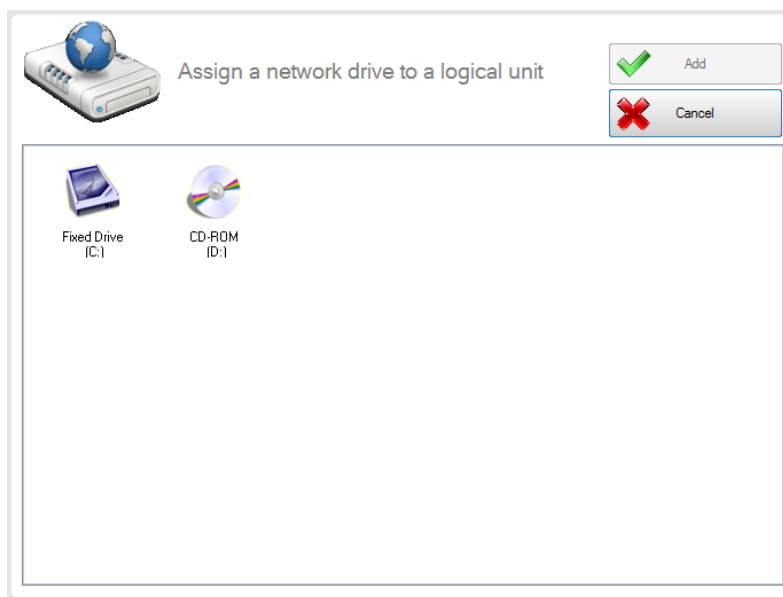 Assign a network drive to a logical unit
Add
Cancel
Fixed Drive
(C:)
CD-ROM
(D:)